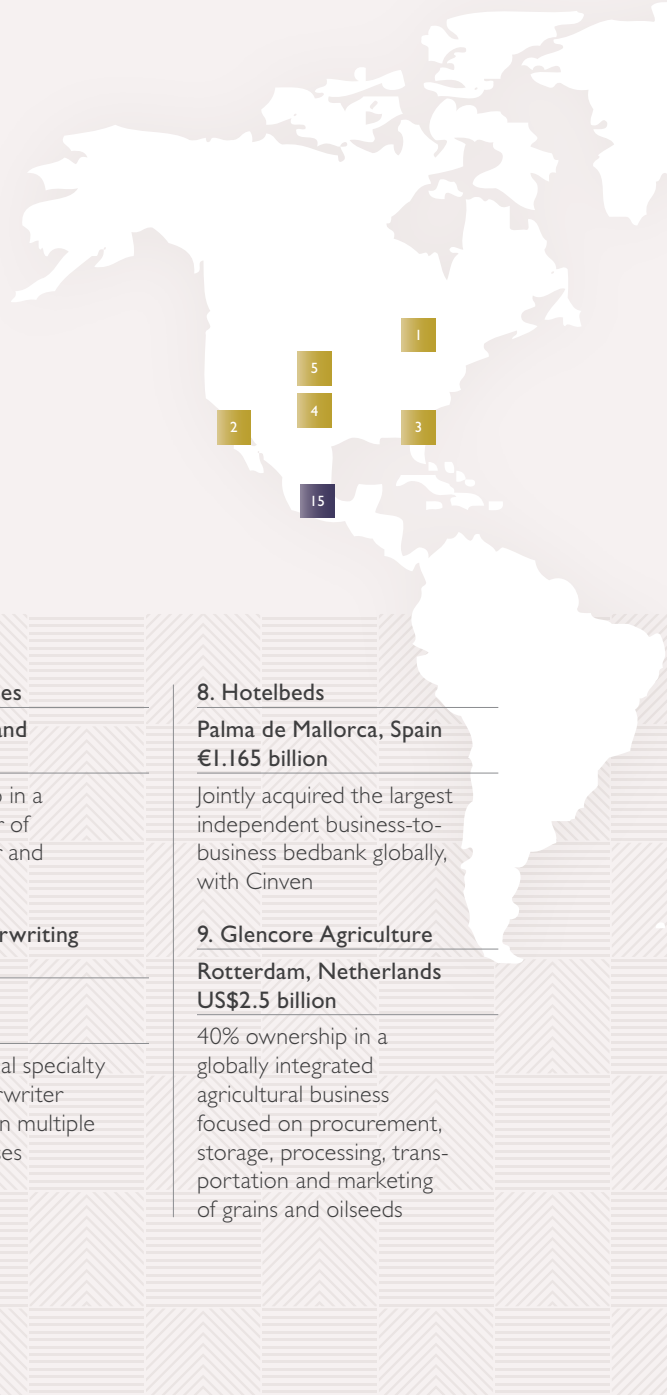 1
5
4
2
3
15
es
and
o in a
r of
r and
rwriting
al specialty
rwriter
n multiple
ses
8. Hotelbeds
Palma de Mallorca, Spain
€1.165 billion
Jointly acquired the largest
independent business-to-
business bedbank globally,
with Cinven
9. Glencore Agriculture
Rotterdam, Netherlands
US$2.5 billion
40% ownership in a
globally integrated
agricultural business
focused on procurement,
storage, processing, trans-
portation and marketing
of grains and oilseeds